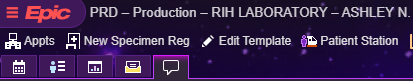 Epic PRD – Production – RIH LABORATORY – ASHLEY N.
Appts New Specimen Reg Edit Template Patient Station